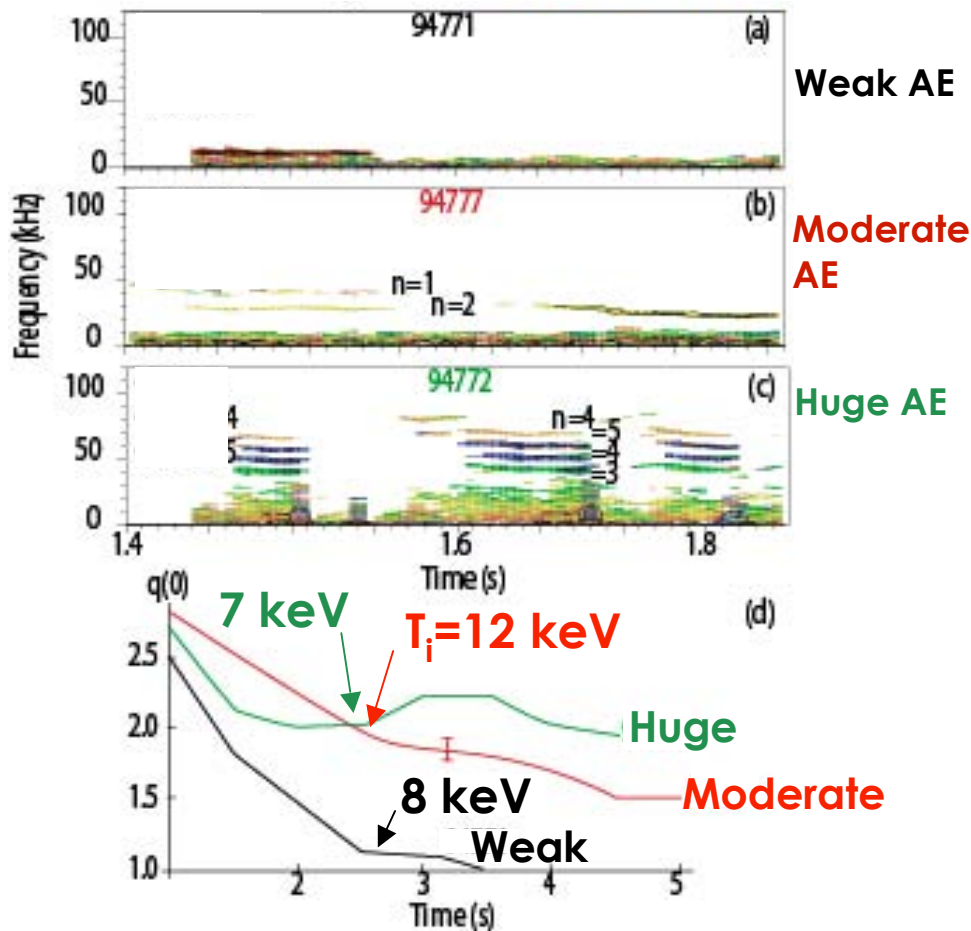 100
94771
(a)
Weak AE
50
0
100
94777
(b)
Moderate
AE
Frequency (kHz)
50
n=1
n=2
0
100
94772
(c)
Huge AE
4
n=4
=5
50
5
=4
=3
0
1.4
1.6
1.8
Time (s)
q(0)
7 keV
Ti=12 keV
(d)
2.5
2.0
Huge
1.5
8 keV
Moderate
Weak
1.0
2
3
4
5
Time (s)